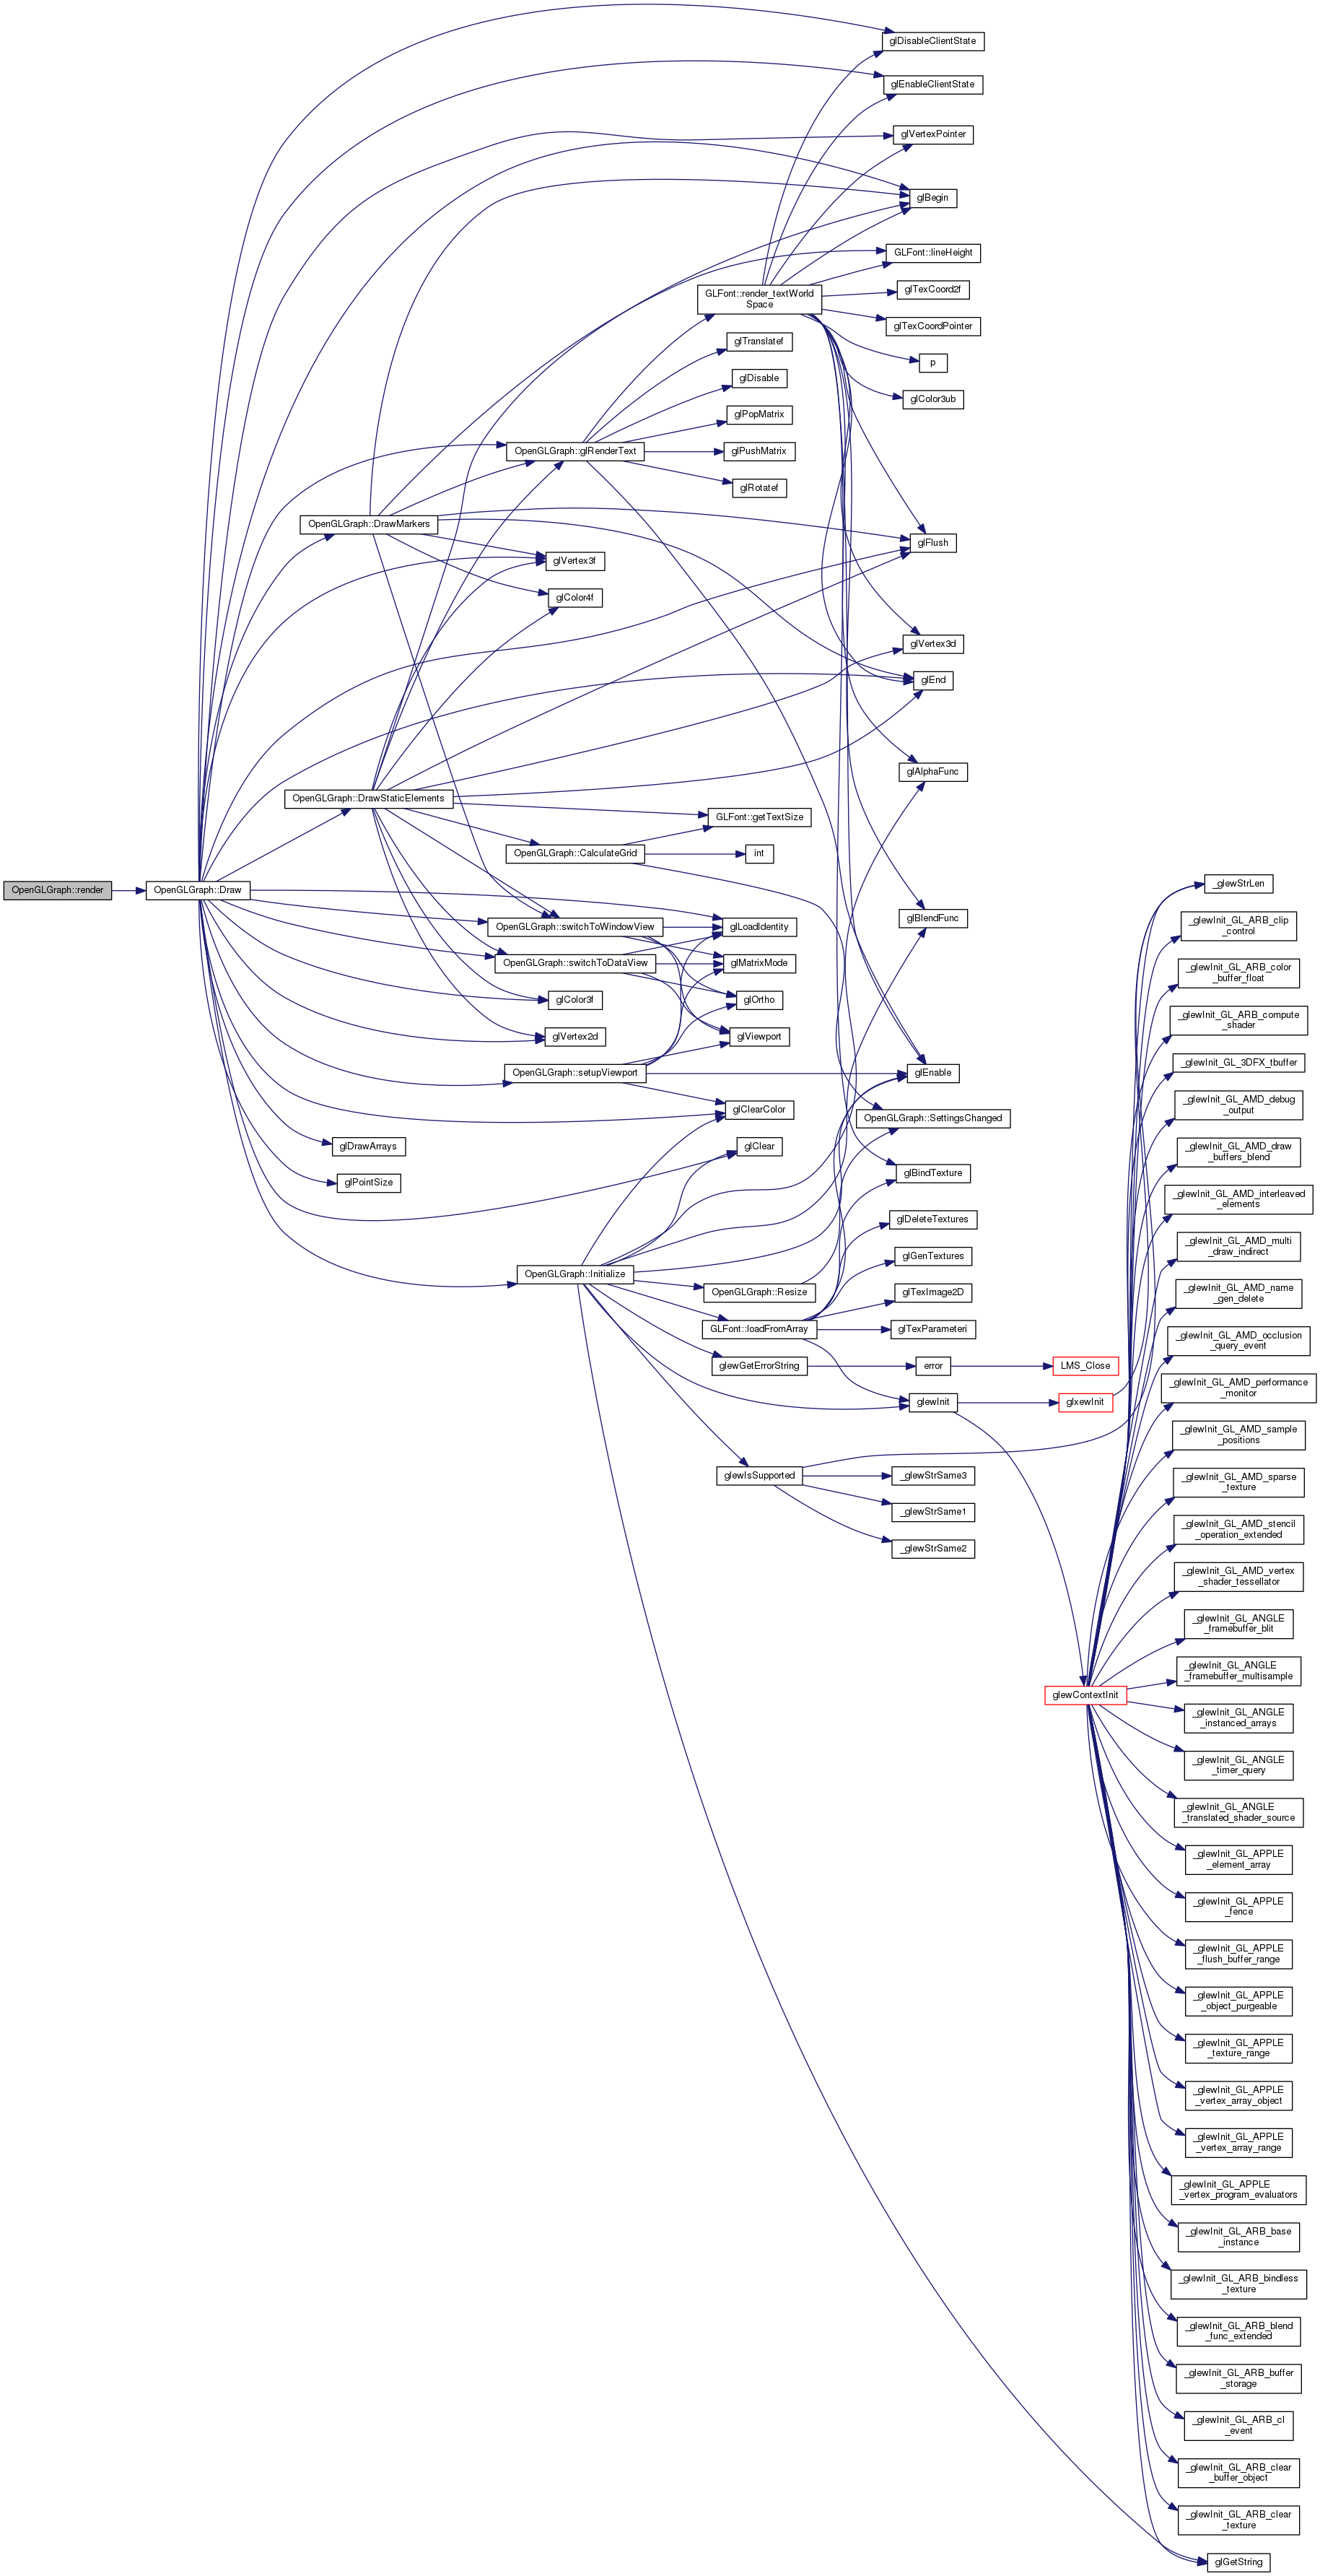 OpenGLGraph::render
OpenGLGraph::Draw
OpenGLGraph::DrawMarkers
OpenGLGraph::DrawStaticElements
glDrawArrays
glPointSize
OpenGLGraph::glRenderText
glVertex3f
glColor4f
OpenGLGraph::CalculateGrid
OpenGLGraph::switchToWindowView
OpenGLGraph::switchToDataView
glColor3f
glVertex2d
OpenGLGraph::setupViewport
OpenGLGraph::Initialize
GLFont::render_textWorld
Space
glTranslatef
glDisable
glPopMatrix
glPushMatrix
glRotatef
GLFont::getTextSize
int
glLoadIdentity
glMatrixMode
glOrtho
glViewport
glClearColor
glClear
OpenGLGraph::Resize
GLFont::loadFromArray
glewGetErrorString
glewIsSupported
glDisableClientState
glEnableClientState
glVertexPointer
glBegin
GLFont::lineHeight
glTexCoord2f
glTexCoordPointer
p
glColor3ub
glFlush
glVertex3d
glEnd
glAlphaFunc
glBlendFunc
glEnable
OpenGLGraph::SettingsChanged
glBindTexture
glDeleteTextures
glGenTextures
glTexImage2D
glTexParameteri
error
glewInit
_glewStrSame3
_glewStrSame1
_glewStrSame2
LMS_Close
glxewInit
glewContextInit
_glewStrLen
_glewInit_GL_ARB_clip
_control
_glewInit_GL_ARB_color
_buffer_float
_glewInit_GL_ARB_compute
_shader
_glewInit_GL_3DFX_tbuffer
_glewInit_GL_AMD_debug
_output
_glewInit_GL_AMD_draw
_buffers_blend
_glewInit_GL_AMD_interleaved
_elements
_glewInit_GL_AMD_multi
_draw_indirect
_glewInit_GL_AMD_name
_gen_delete
_glewInit_GL_AMD_occlusion
_query_event
_glewInit_GL_AMD_performance
_monitor
_glewInit_GL_AMD_sample
_positions
_glewInit_GL_AMD_sparse
_texture
_glewInit_GL_AMD_stencil
_operation_extended
_glewInit_GL_AMD_vertex
_shader_tessellator
_glewInit_GL_ANGLE
_framebuffer_blit
_glewInit_GL_ANGLE
_framebuffer_multisample
_glewInit_GL_ANGLE
_instanced_arrays
_glewInit_GL_ANGLE
_timer_query
_glewInit_GL_ANGLE
_translated_shader_source
_glewInit_GL_APPLE
_element_array
_glewInit_GL_APPLE
_fence
_glewInit_GL_APPLE
_flush_buffer_range
_glewInit_GL_APPLE
_object_purgeable
_glewInit_GL_APPLE
_texture_range
_glewInit_GL_APPLE
_vertex_array_object
_glewInit_GL_APPLE
_vertex_array_range
_glewInit_GL_APPLE
_vertex_program_evaluators
_glewInit_GL_ARB_base
_instance
_glewInit_GL_ARB_bindless
_texture
_glewInit_GL_ARB_blend
_func_extended
_glewInit_GL_ARB_buffer
_storage
_glewInit_GL_ARB_cl
_event
_glewInit_GL_ARB_clear
_buffer_object
_glewInit_GL_ARB_clear
_texture
glGetString